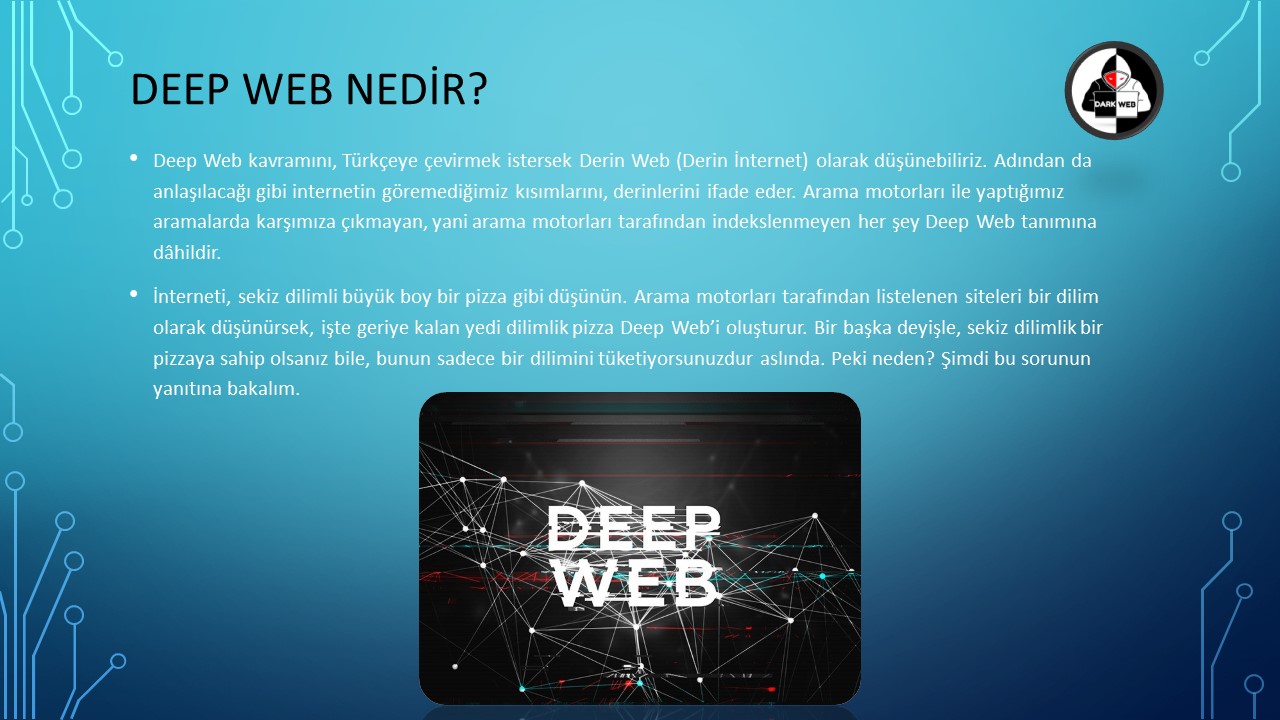 DEEP WEB NEDİR?
DARK WEB
• Deep Web kavramını, Türkçeye çevirmek istersek Derin Web (Derin İnternet) olarak düşünebiliriz. Adından da
anlaşılacağı gibi internetin göremediğimiz kısımlarını, derinlerini ifade eder. Arama motorları ile yaptığımız
aramalarda karşımıza çıkmayan, yani arama motorları tarafından indekslenmeyen her şey Deep Web tanımına
dâhildir.
• İnterneti, sekiz dilimli büyük boy bir pizza gibi düşünün. Arama motorları tarafından listelenen siteleri bir dilim
olarak düşünürsek, işte geriye kalan yedi dilimlik pizza Deep Web’i oluşturur. Bir başka deyişle, sekiz dilimlik bir
pizzaya sahip olsanız bile, bunun sadece bir dilimini tüketiyorsunuzdur aslında. Peki neden? Şimdi bu sorunun
yanıtına bakalım.
DEEP
WEB